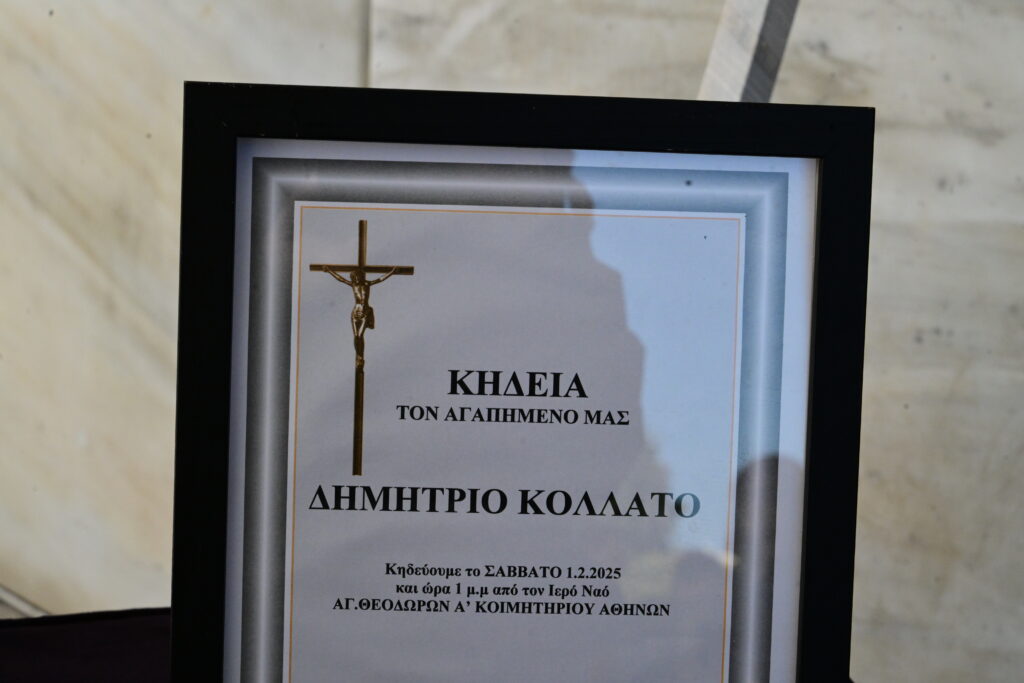 ΚΗΔΕΙΑ
ΤΟΝ ΑΓΑΠΗΜΕΝΟ ΜΑΣ
ΔΗΜΗΤΡΙΟ ΚΟΛΛΑΤΟ
Κηδεύουμε το ΣΑΒΒΑΤΟ 1.2.2025
και ώρα 1 μ.μ από τον Ιερό Ναό
ΑΓ.ΘΕΟΔΩΡΩΝ Α' ΚΟΙΜΗΤΗΡΙΟΥ ΑΘΗΝΩΝ